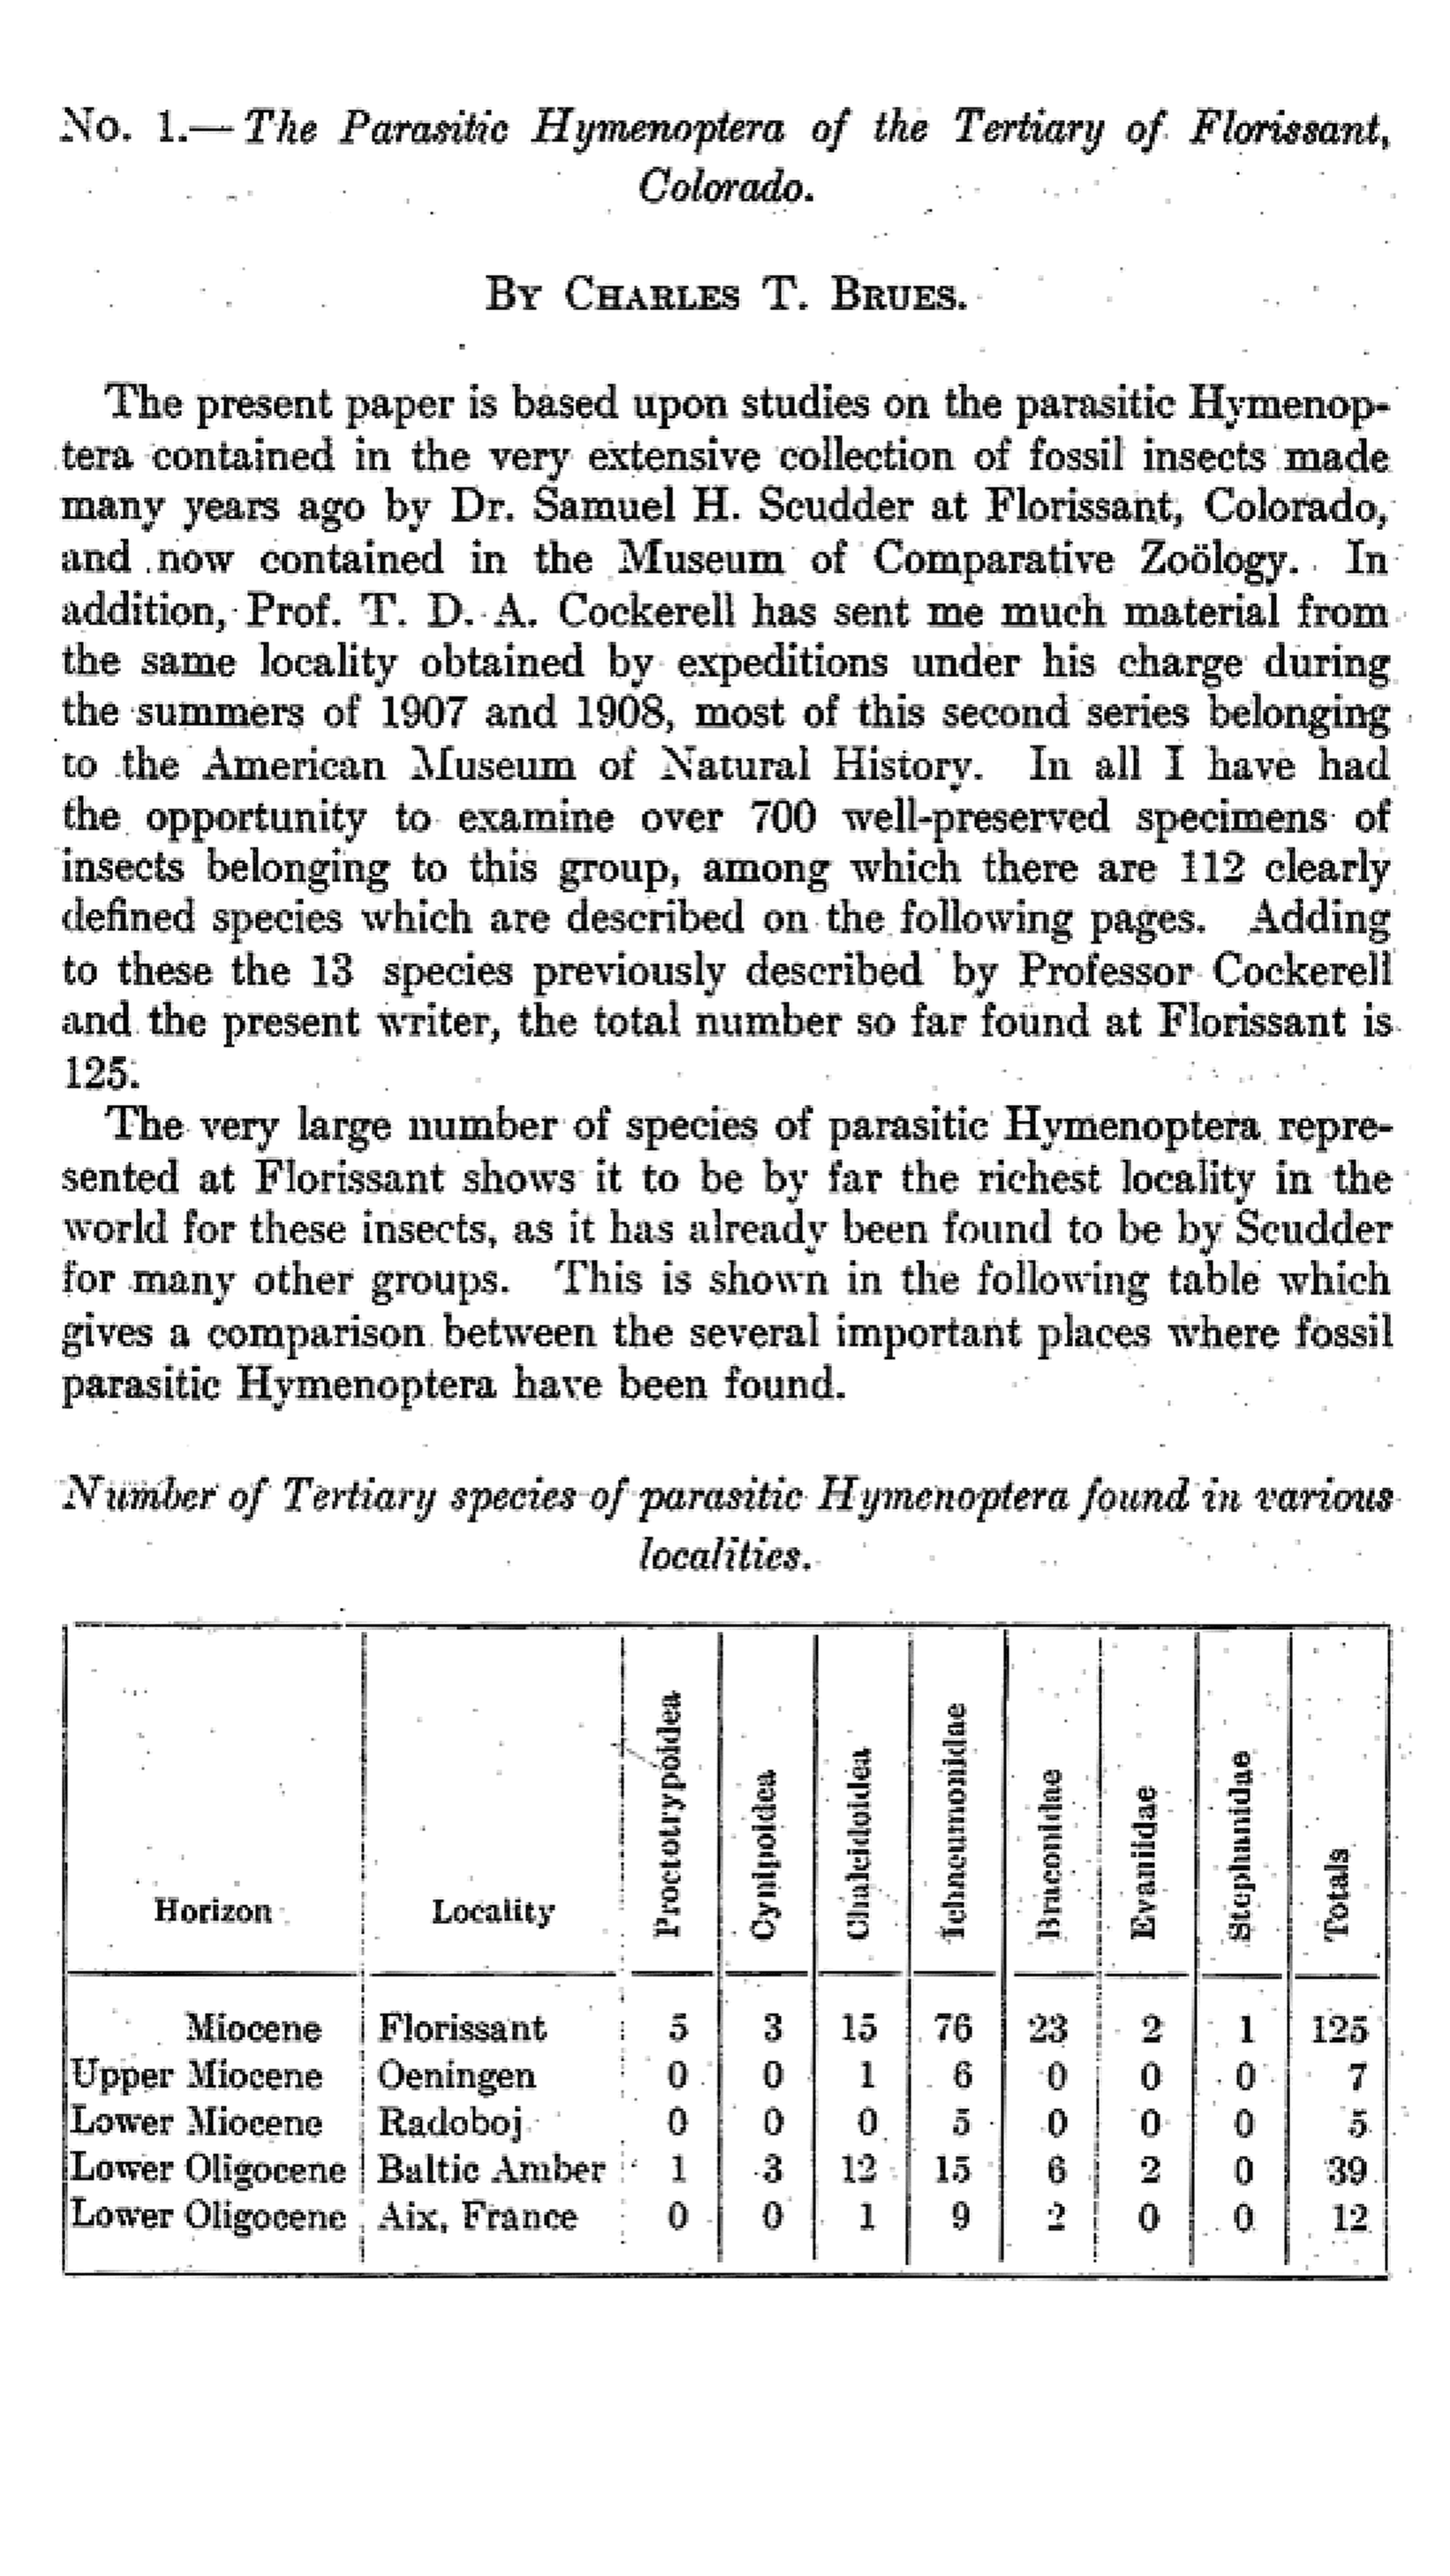 No. 1.— The Parasitic Hymenoptera of the Tertiary of Florissant,
Colorado.
By Charles T. Brues.
The present paper is based upon studies on the parasitic Hymenop-
tera contained in the very extensive collection of fossil insects made
many years ago by Dr. Samuel H. Scudder at Florissant, Colorado,
and now contained in the Museum of Comparative Zoölogy. In
addition, Prof. T. D. A. Cockerell has sent me much material from
the same locality obtained by expeditions under his charge during
the summers of 1907 and 1908, most of this second series belonging
to the American Museum of Natural History. In all I have had
the opportunity to examine over 700 well-preserved specimens of
insects belonging to this group, among which there are 112 clearly
defined species which are described on the following pages. Adding
to these the 13 species previously described by Professor Cockerell
and the present writer, the total number so far found at Florissant is
125.
The very large number of species of parasitic Hymenoptera repre-
sented at Florissant shows it to be by far the richest locality in the
world for these insects, as it has already been found to be by Scudder
for many other groups. This is shown in the following table which
gives a comparison between the several important places where fossil
parasitic Hymenoptera have been found.
Number of Tertiary species of parasitic Hymenoptera found in various
localities.
Horizon Locality Proctotrypoidea Cynipoidea Chalcidoidea Ichneumonidae Braconidae Evaniidae Stephanidae Totals
Miocene Florissant 5 3 15 76 23 2 1 125
Upper Miocene Oeningen 0 0 1 6 0 0 0 7
Lower Miocene Radoboj 0 0 0 5 0 0 0 5
Lower Oligocene Baltic Amber 1 3 12 15 6 2 0 39
Lower Oligocene Aix, France 0 0 1 9 2 0 0 12